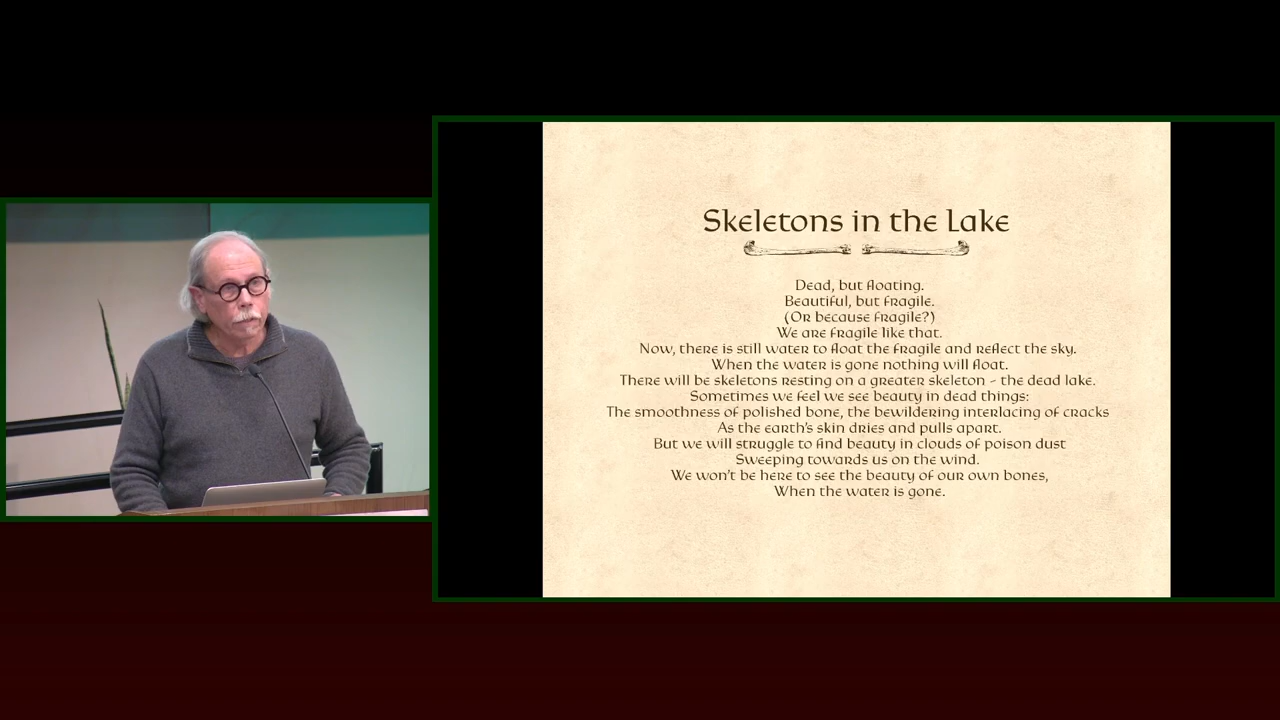 Skeletons in the Lake
Dead, but floating.
Beautiful, but fragile.
(Or because fragile?)
We are fragile like that.
Now, there is still water to float the fragile and reflect the sky.
When the water is gone nothing will float.
There will be skeletons resting on a greater skeleton - the dead lake.
Sometimes we feel we see beauty in dead things:
The smoothness of polished bone, the bewildering interlacing of cracks
As the earth's skin dries and pulls apart.
But we will struggle to find beauty in clouds of poison dust
Sweeping towards us on the wind.
We won't be here to see the beauty of our own bones,
When the water is gone.